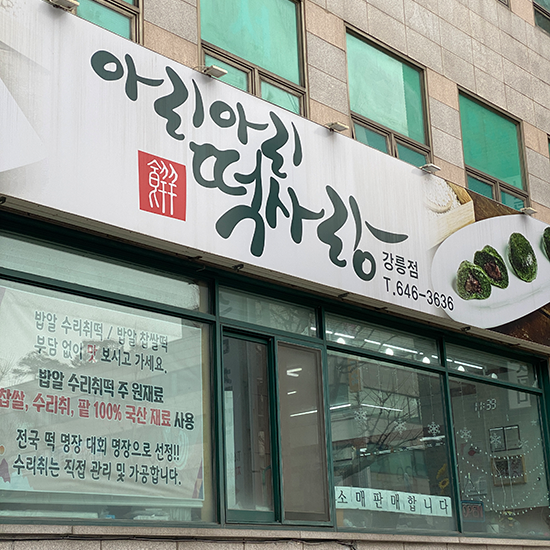 아리아리
떡사랑
餠
강릉점
T.646-3636
밥알 수리취떡 / 밥알 찹쌀떡
부담 없이 맛 보시고 가세요.
밥알 수리취떡 주 원재료
찹쌀, 수리취, 팥 100% 국산 재료 사용
전국 떡 명장 대회 명장으로 선정!!
수리취는 직접 관리 및 가공합니다.
소매판매합니다